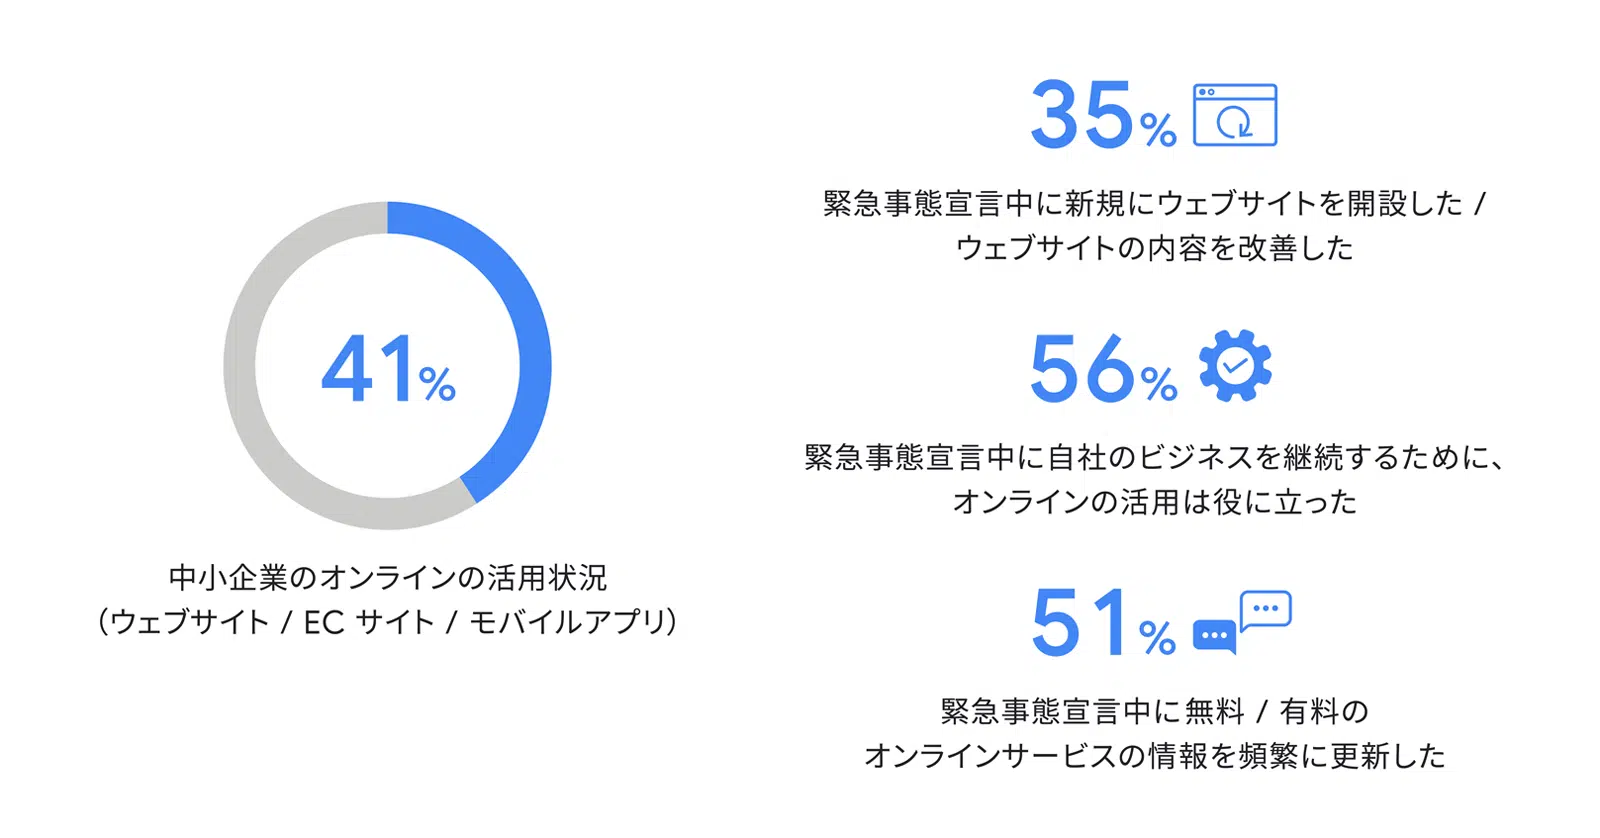 41%
中小企業のオンラインの活用状況
（ウェブサイト / EC サイト / モバイルアプリ）
35%
緊急事態宣言中に新規にウェブサイトを開設した /
ウェブサイトの内容を改善した
56%
緊急事態宣言中に自社のビジネスを継続するために、
オンラインの活用は役に立った
51%
緊急事態宣言中に無料 / 有料の
オンラインサービスの情報を頻繁に更新した